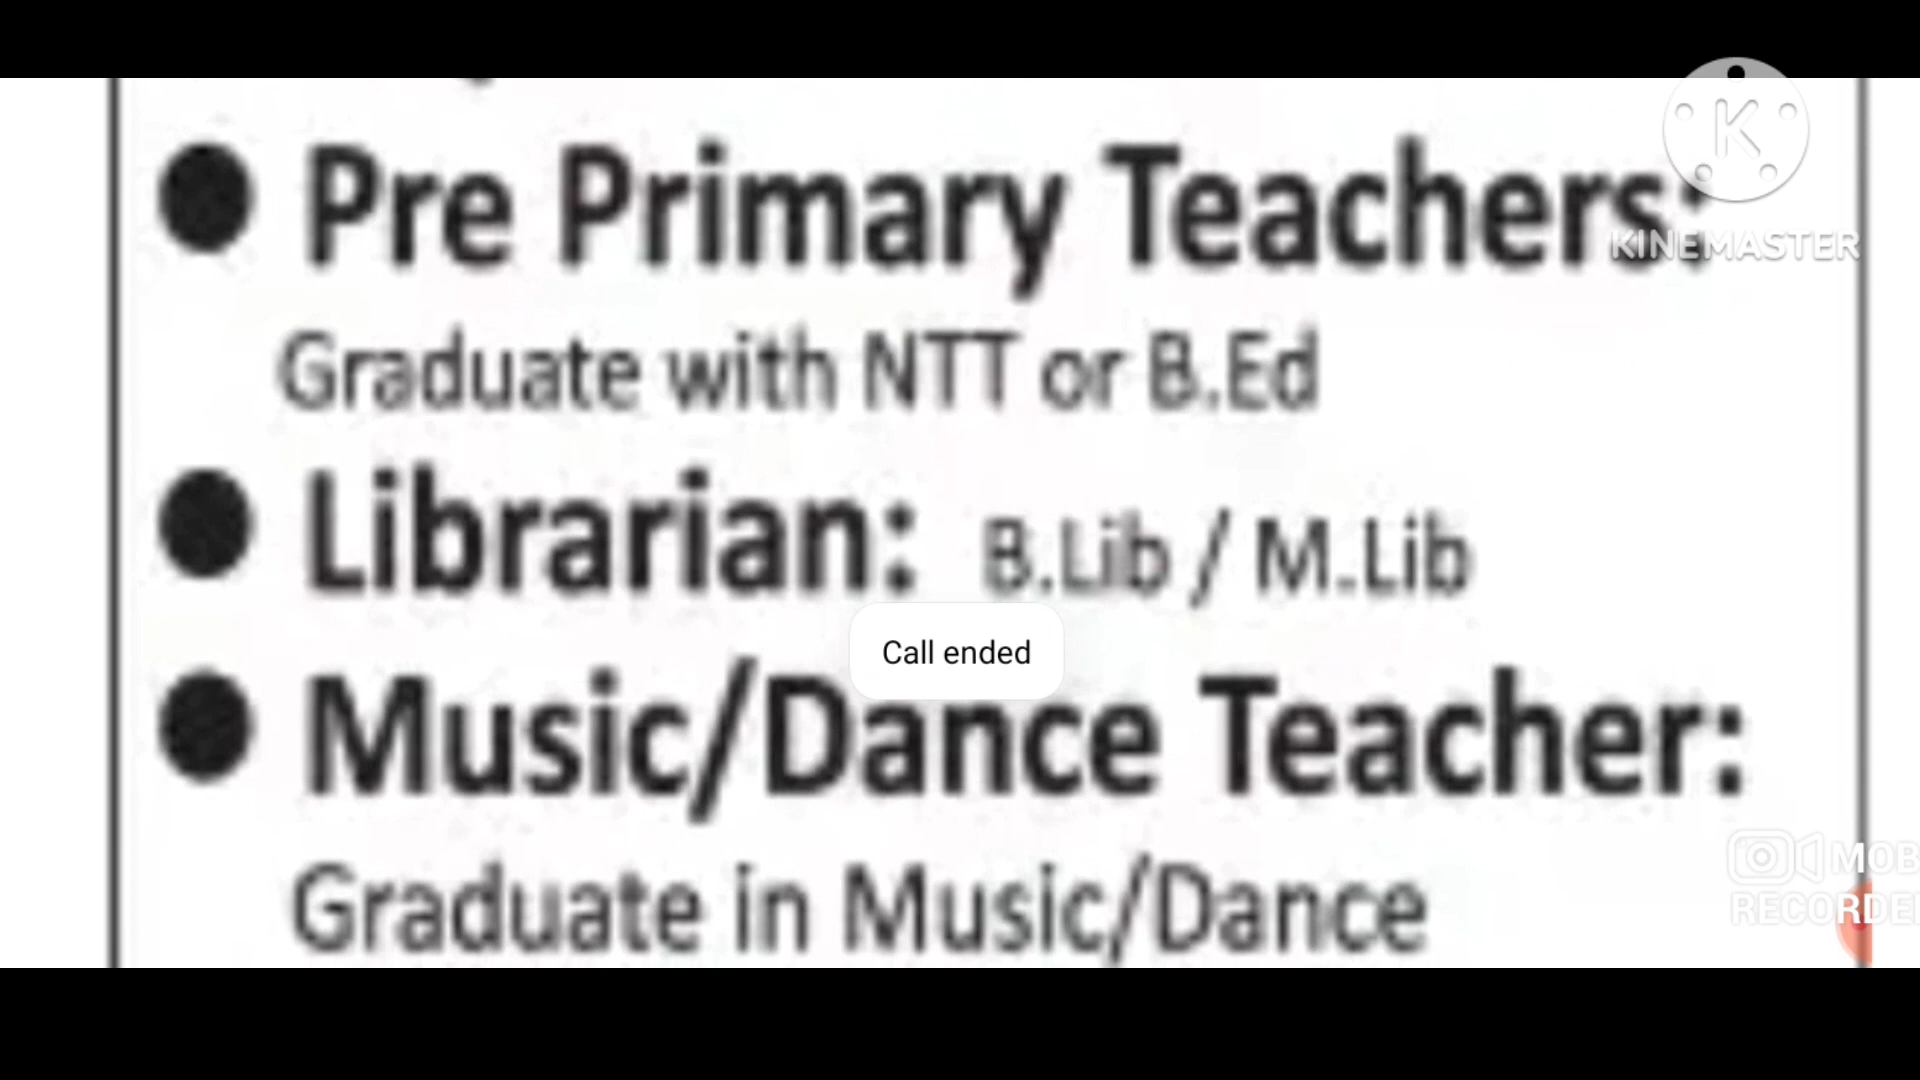 Pre Primary Teachers:
KINEMASTER
Graduate with NTT or B.Ed
Librarian: B.Lib / M.Lib
Call ended
Music/Dance Teacher:
Graduate in Music/Dance